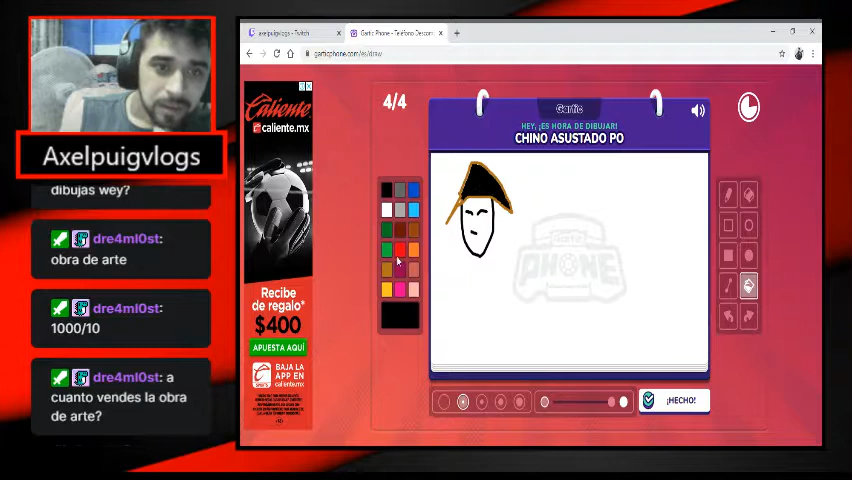 Axelpuigvlogs
dibujas wey?
dre4ml0st:
obra de arte
dre4ml0st:
1000/10
dre4ml0st: a
cuanto vendes la obra
de arte?
axelpuigvlogs - Twitch
Gartic Phone - Teléfono Descom
garticphone.com/es/draw
CALIENTE
caliente.mx
Recibe
de regalo*
$400
APUESTA AQUÍ
BAJA LA
APP EN
caliente.mx
4/4
Gartic
HEY, ¡ES HORA DE DIBUJAR!
CHINO ASUSTADO PO
Gartic
PHONE
¡HECHO!